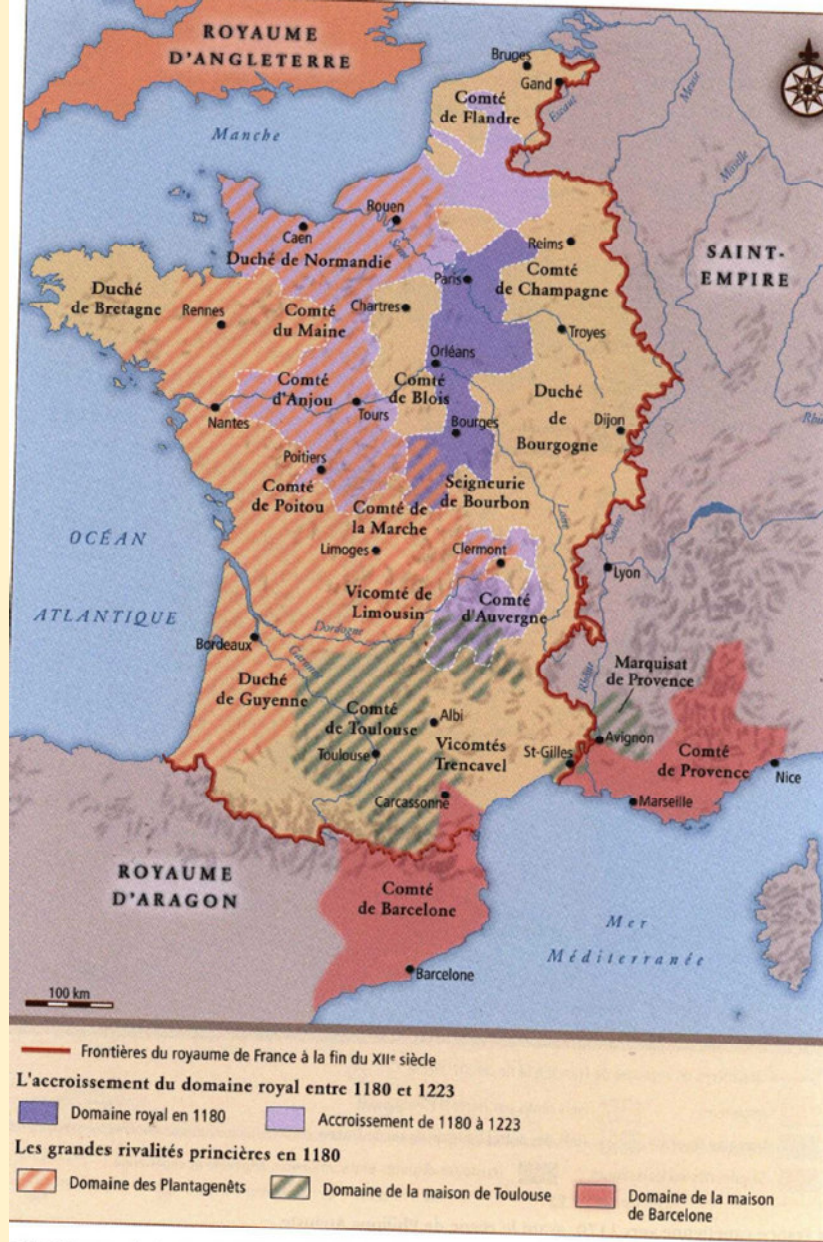 ROYAUME
D'ANGLETERRE
Bruges
Gand
Comté
de Flandre
Escaut
Meuse
Moselle
Manche
Rouen
Caen
Seine
Duché de Normandie
Reims
Paris
Comté
de Champagne
SAINT-
EMPIRE
Duché
de Bretagne
Rennes
Comté
du Maine
Chartres
Troyes
Orléans
Comté
d'Anjou
Comté
de Blois
Duché
de
Bourgogne
Nantes
Tours
Bourges
Dijon
Poitiers
Comté
de Poitou
Seigneurie
de Bourbon
Comté de
la Marche
Loire
Saône
OCÉAN
ATLANTIQUE
Limoges
Clermont
Lyon
Vicomté de
Limousin
Comté
d'Auvergne
Dordogne
Bordeaux
Garonne
Rhône
Marquisat
de Provence
Duché
de Guyenne
Comté
de Toulouse
Albi
Avignon
Toulouse
Vicomtés
Trencavel
St-Gilles
Comté
de Provence
Nice
Carcassonne
Marseille
ROYAUME
D'ARAGON
Comté
de Barcelone
Mer
Méditerranée
Barcelone
100 km
Frontières du royaume de France à la fin du XIIe siècle
L'accroissement du domaine royal entre 1180 et 1223
Domaine royal en 1180
Accroissement de 1180 à 1223
Les grandes rivalités princières en 1180
Domaine des Plantagenêts
Domaine de la maison de Toulouse
Domaine de la maison
de Barcelone